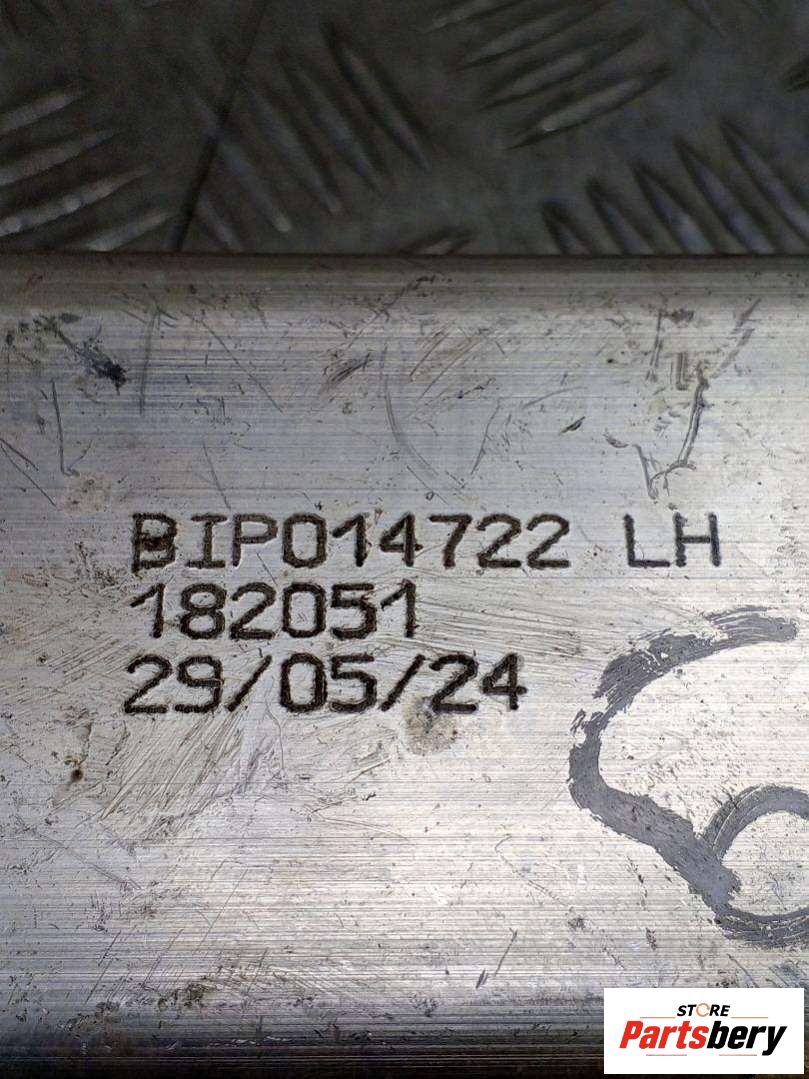 BIP014722 LH
182051
29/05/24
STORE
Partsbery